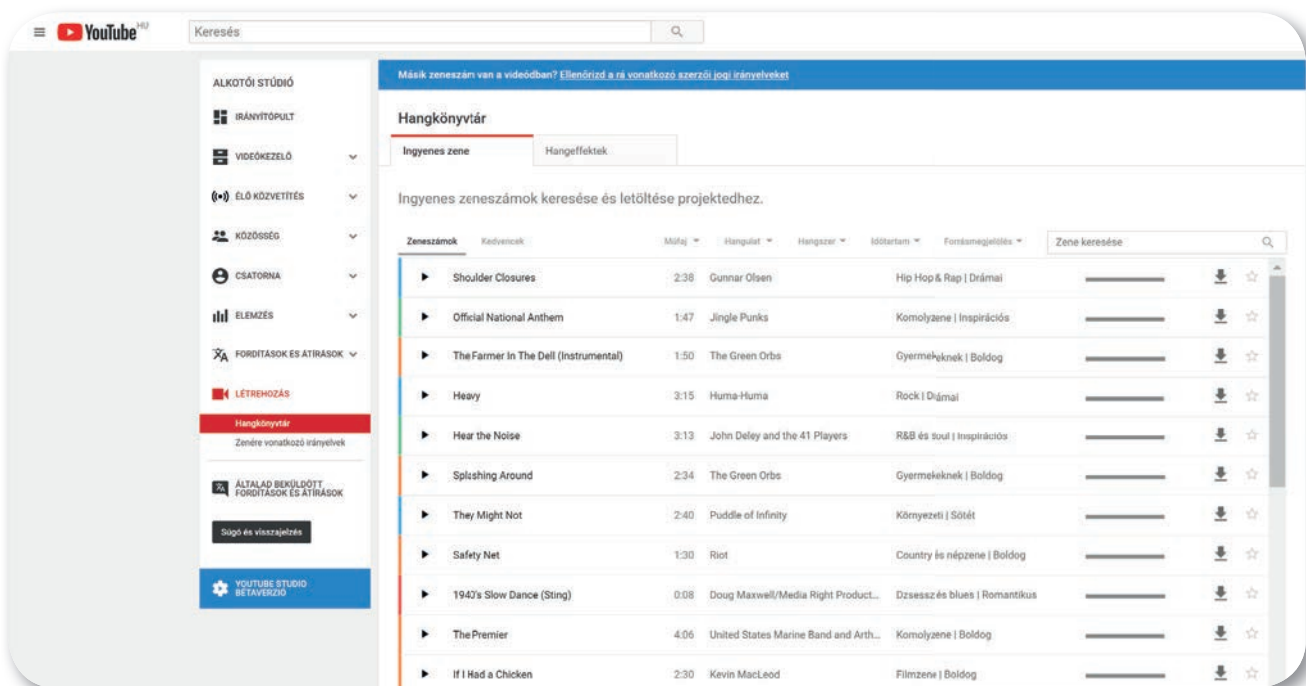 YouTube HU
Keresés
ALKOTÓI STÚDIÓ
IRÁNYÍTÓPULT
VIDEÓKEZELŐ
ÉLŐ KÖZVETÍTÉS
KÖZÖSSÉG
CSATORNA
ELEMZÉS
FORDÍTÁSOK ÉS ÁTÍRÁSOK
LÉTREHOZÁS
Hangkönyvtár
Zenére vonatkozó irányelvek
ÁLTALAD BEKÜLDÖTT
FORDÍTÁSOK ÉS ÁTÍRÁSOK
Súgó és visszajelzés
YOUTUBE STUDIO
BÉTAVERZIÓ
Másik zeneszám van a videódban? Ellenőrizd a rá vonatkozó szerzői jogi irányelveket
Hangkönyvtár
Ingyenes zene Hangeffektek
Ingyenes zeneszámok keresése és letöltése projektedhez.
Zeneszámok Kedvencek Műfaj Hangulat Hangszer Időtartam Forrásmegjelölés Zene keresése
Shoulder Closures 2:38 Gunnar Olsen Hip Hop & Rap | Drámai
Official National Anthem 1:47 Jingle Punks Komolyzene | Inspirációs
The Farmer In The Dell (Instrumental) 1:50 The Green Orbs Gyermekeknek | Boldog
Heavy 3:15 Huma-Huma Rock | Drámai
Hear the Noise 3:13 John Deley and the 41 Players R&B és soul | Inspirációs
Splashing Around 2:34 The Green Orbs Gyermekeknek | Boldog
They Might Not 2:40 Puddle of Infinity Környezeti | Sötét
Safety Net 1:30 Riot Country és népzene | Boldog
1940's Slow Dance (Sting) 0:08 Doug Maxwell/Media Right Product... Dzsessz és blues | Romantikus
The Premier 4:06 United States Marine Band and Arth... Komolyzene | Boldog
If I Had a Chicken 2:30 Kevin MacLeod Filmzene | Boldog